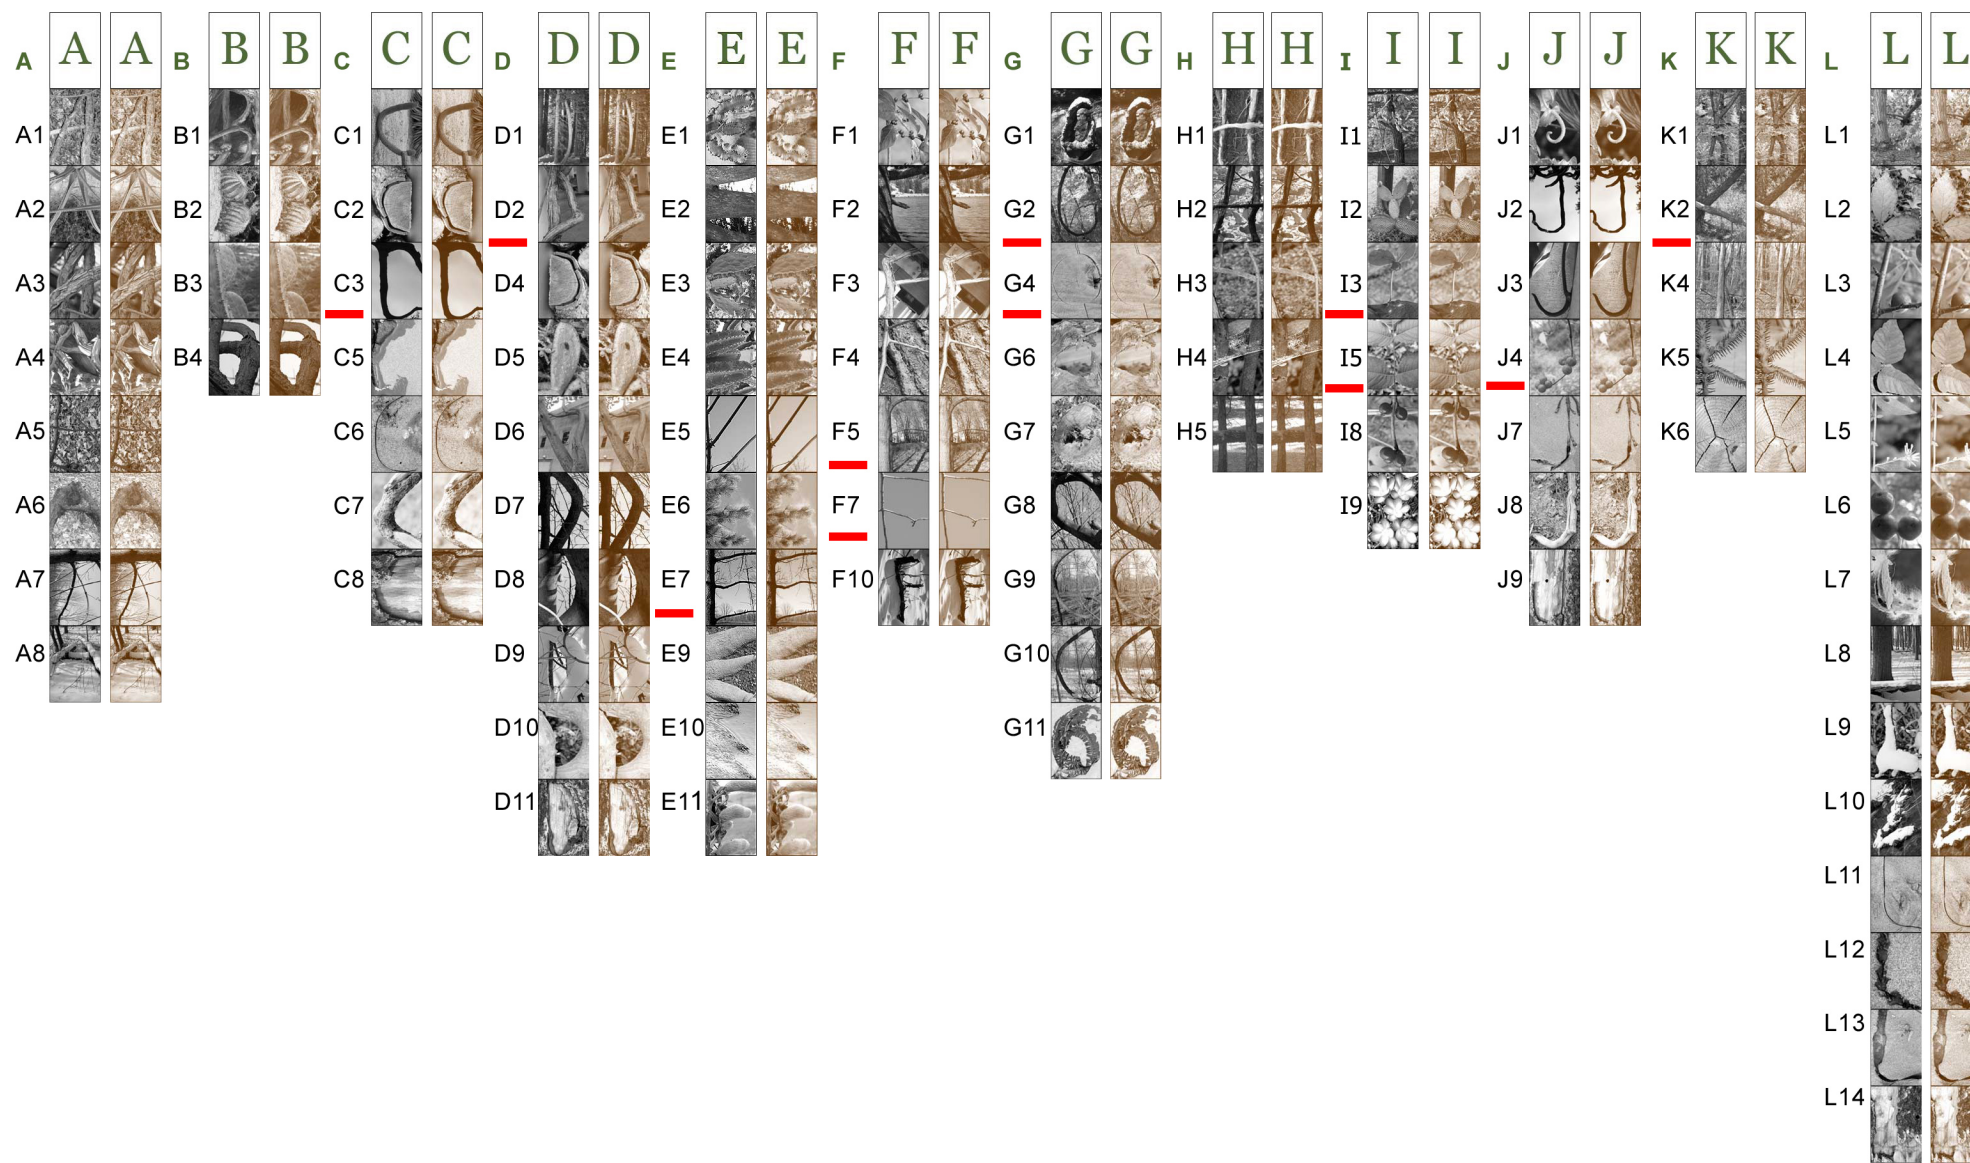 A A A B B B C C C D D D E E E F F F G G G H H H I I I J J J K K K L L L
A1 B1 C1 D1 E1 F1 G1 H1 I1 J1 K1 L1
A2 B2 C2 D2 E2 F2 G2 H2 I2 J2 K2 L2
A3 B3 C3 D4 E3 F3 G4 H3 I3 J3 K4 L3
A4 B4 C5 D5 E4 F4 G6 H4 I5 J4 K5 L4
A5 C6 D6 E5 F5 G7 H5 I8 J7 K6 L5
A6 C7 D7 E6 F7 G8 I9 J8 L6
A7 C8 D8 E7 F10 G9 J9 L7
A8 D9 E9 G10 L8
D10 E10 G11 L9
D11 E11 L10
L11
L12
L13
L14